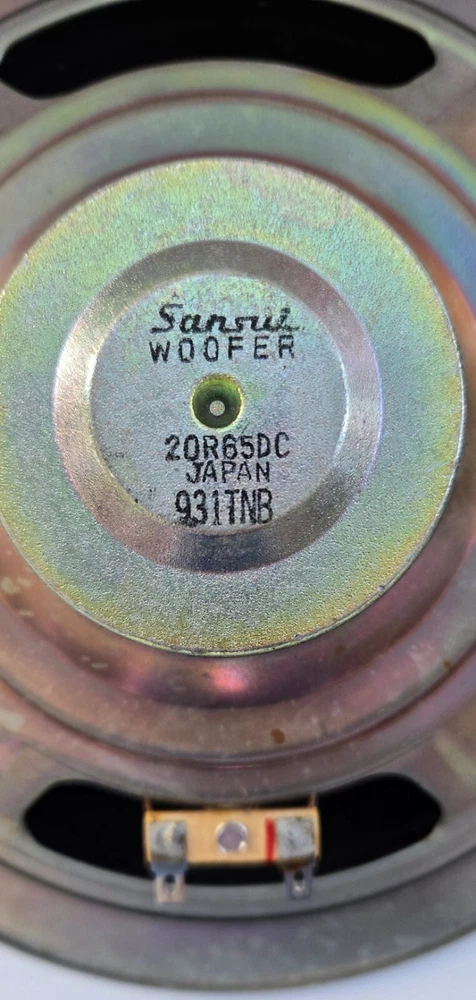 Sansui
WOOFER
20R65DC
JAPAN
931TNB